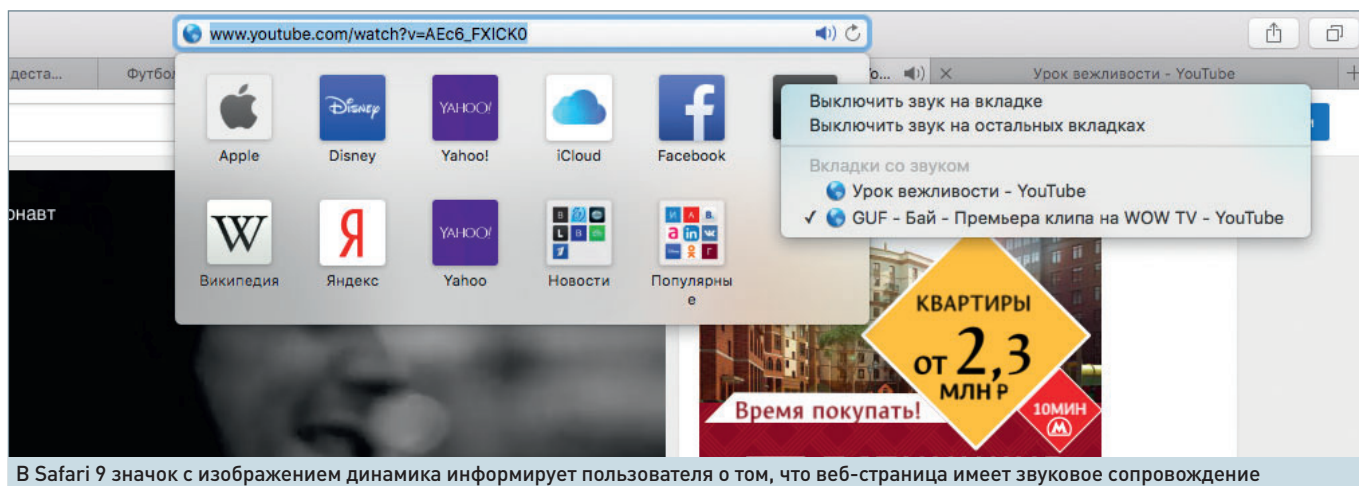 www.youtube.com/watch?v=AEc6_FXICK0
деста...
Футбол
о...
Урок вежливости - YouTube
Выключить звук на вкладке
Выключить звук на остальных вкладках
Вкладки со звуком
Урок вежливости - YouTube
✓ GUF - Бай - Премьера клипа на WOW TV - YouTube
Disney
YAHOO!
Apple
Disney
Yahoo!
iCloud
Facebook
онавт
W
Я
YAHOO!
Википедия
Яндекс
Yahoo
Новости
Популярны
е
КВАРТИРЫ
ОТ 2,3
МЛН Р
Время покупать!
10МИН
М
В Safari 9 значок с изображением динамика информирует пользователя о том, что веб-страница имеет звуковое сопровождение